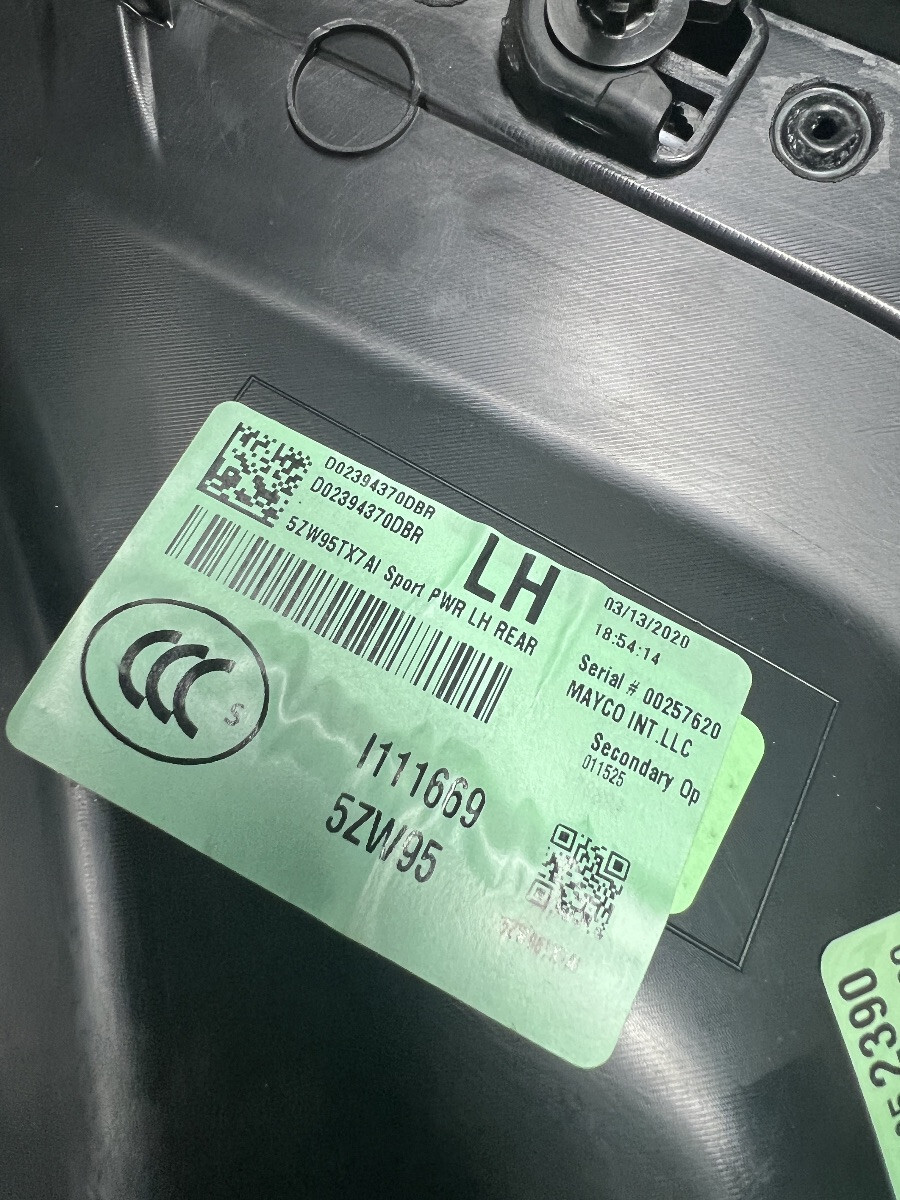 D02394370DBR
D02394370DBR
5ZW95TX7AI Sport PWR LH REAR
LH
03/13/2020
18:54:14
Serial # 00257620
MAYCO INT.LLC
Secondary Op
011525
CCC S
I111669
5ZW95
2390